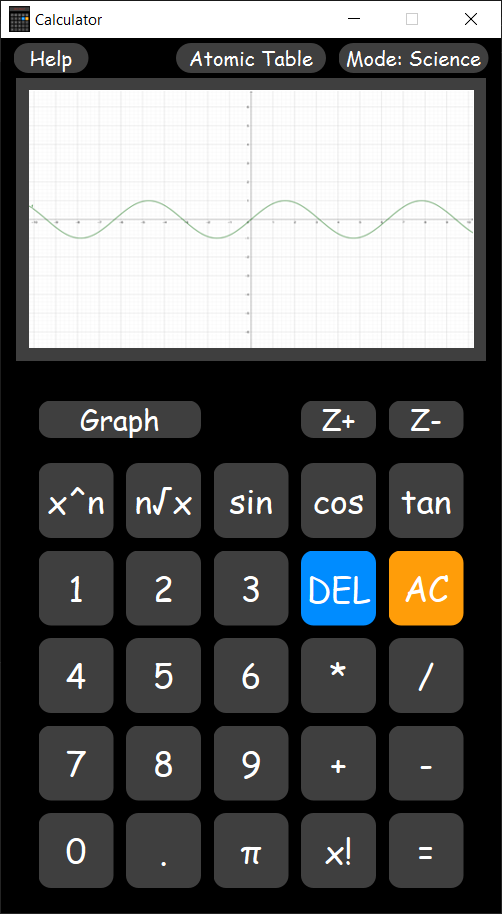 Calculator
Help Atomic Table Mode: Science
Graph Z+ Z-
x^n n√x sin cos tan
1 2 3 DEL AC
4 5 6 * /
7 8 9 + -
0 . π x! =